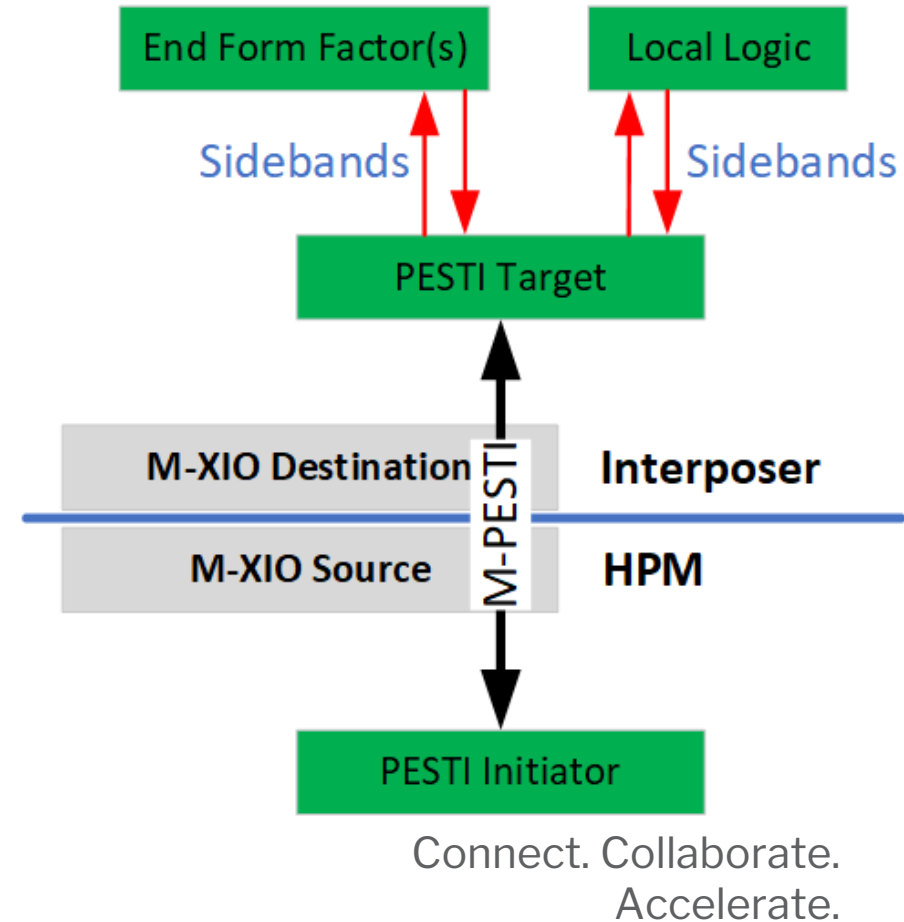 End Form Factor(s)
Local Logic
Sidebands
Sidebands
PESTI Target
M-XIO Destination
Interposer
M-PESTI
M-XIO Source
HPM
PESTI Initiator
Connect. Collaborate.
Accelerate.